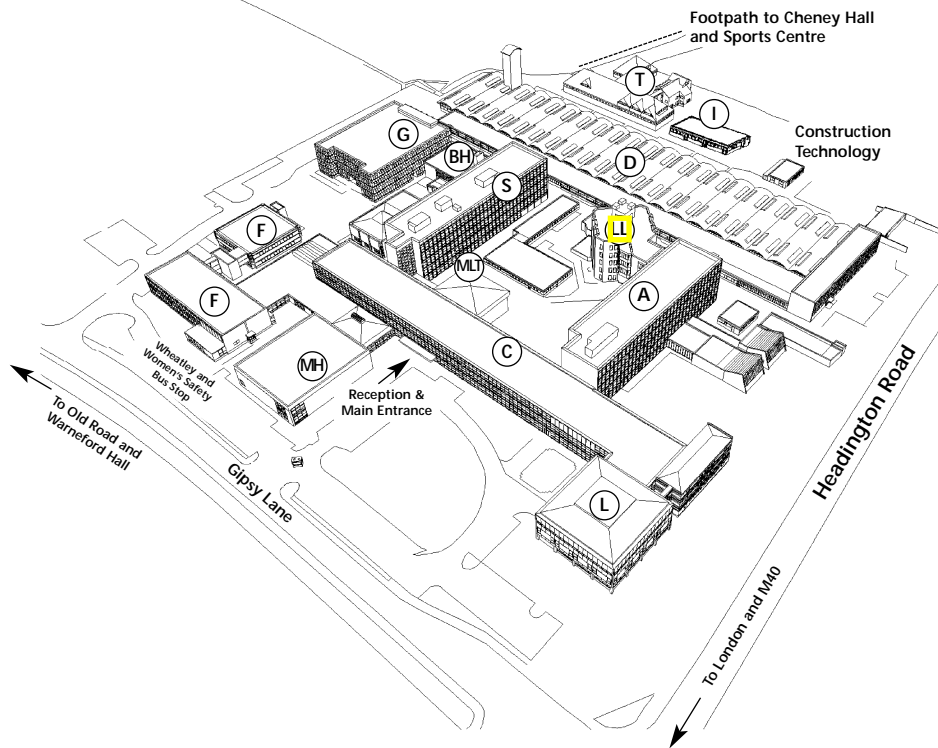 Footpath to Cheney Hall
and Sports Centre
T
I
G
Construction
Technology
BH
D
S
F
LL
MLT
A
F
C
MH
Wheatley and
Women's Safety
Bus Stop
Reception &
Main Entrance
To Old Road and
Warneford Hall
Headington Road
Gipsy Lane
L
To London and M40